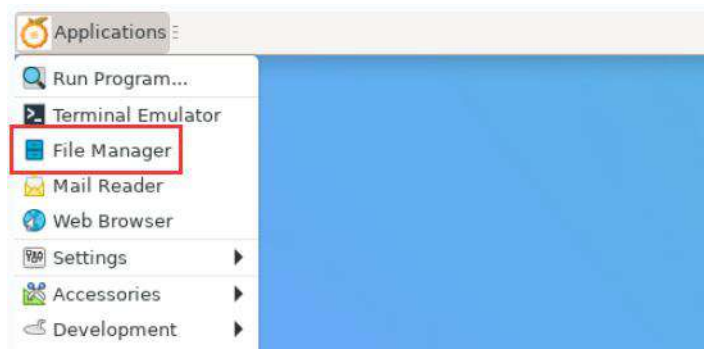 Applications
Run Program...
Terminal Emulator
File Manager
Mail Reader
Web Browser
Settings
Accessories
Development